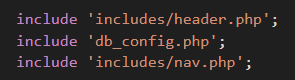 include 'includes/header.php';
include 'db_config.php';
include 'includes/nav.php';